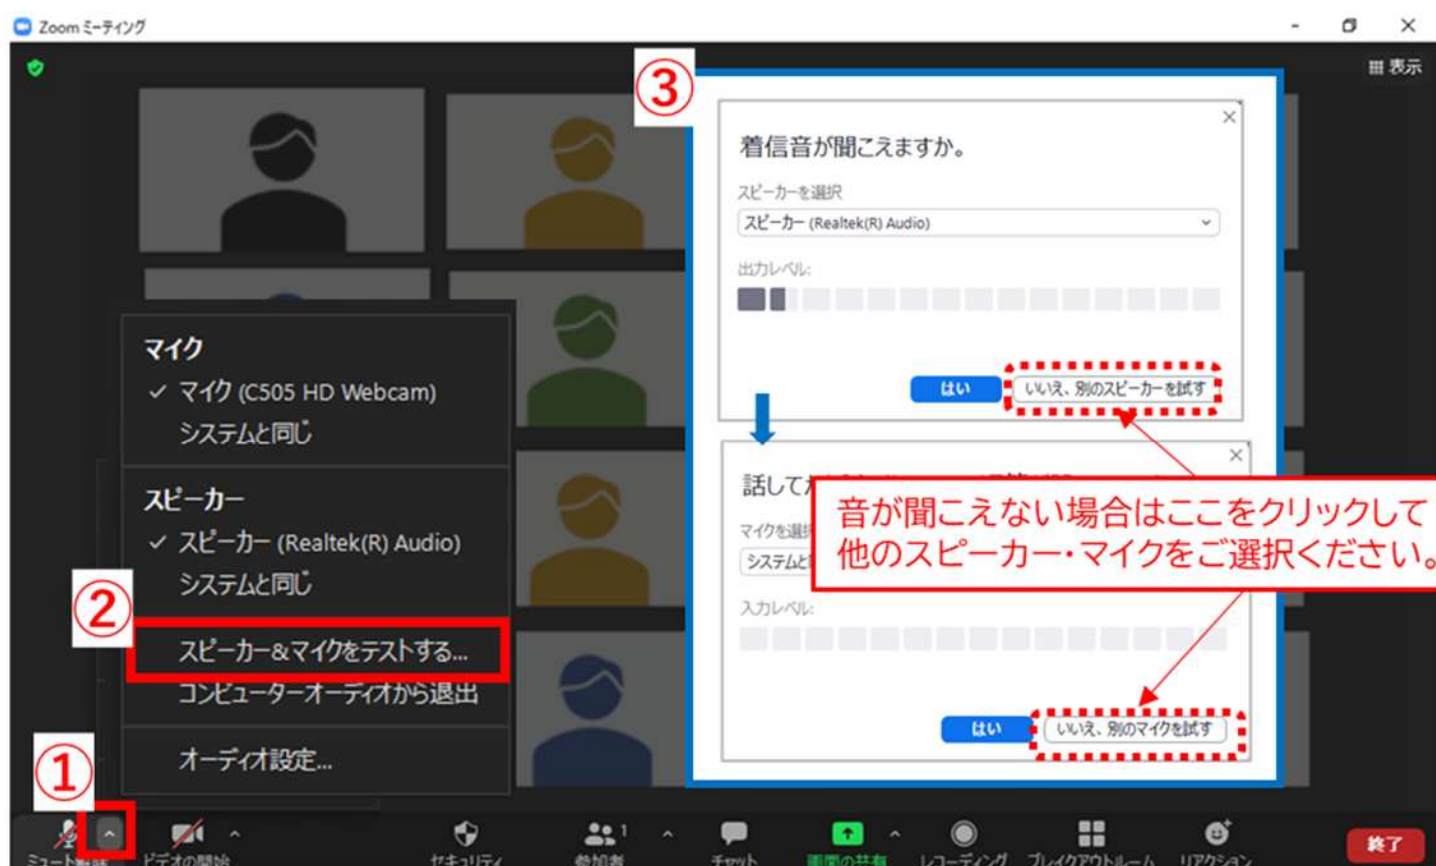 Zoom ミーティング
表示
③
着信音が聞こえますか。
スピーカーを選択
スピーカー (Realtek(R) Audio)
出力レベル:
はい
いいえ、別のスピーカーを試す
マイク
マイク (C505 HD Webcam)
システムと同じ
スピーカー
スピーカー (Realtek(R) Audio)
システムと同じ
②
スピーカー&マイクをテストする...
コンピューターオーディオから退出
オーディオ設定...
①
話して
マイクを選択
システムと
音が聞こえない場合はここをクリックして
他のスピーカー・マイクをご選択ください。
入力レベル:
はい
いいえ、別のマイクを試す
ミュート解除
ビデオの開始
セキュリティ
1
参加者
チャット
画面の共有
レコーディング
ブレイクアウトルーム
リアクション
終了